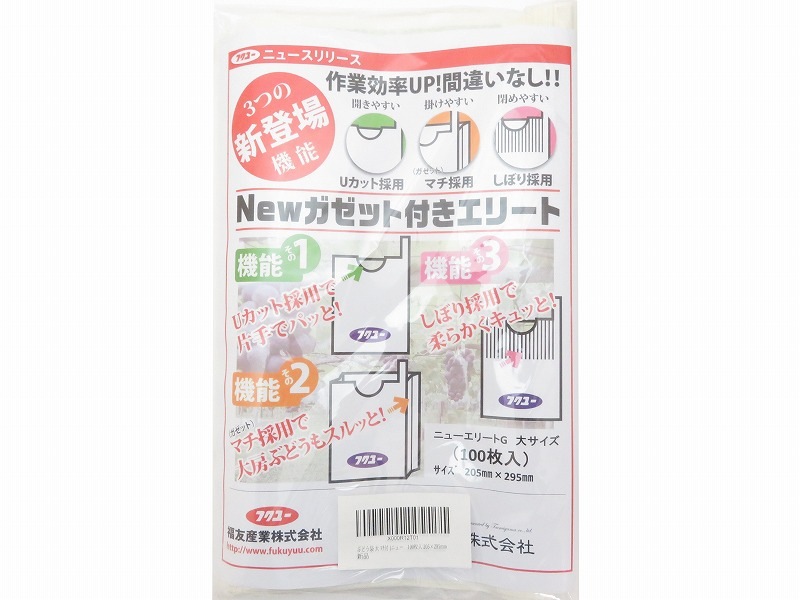 フクユー ニュースリリース
3つの
新登場
機能
作業効率UP!間違いなし!!
開きやすい 掛けやすい 閉めやすい
Uカット採用 (ガゼット)マチ採用 しぼり採用
Newガゼット付きエリート
機能その1
Uカット採用で
片手でパッと!
機能その3
しぼり採用で
柔らかくキュッと!
フクユー
機能その2
(ガゼット)
マチ採用で
大房ぶどうもスルッと!
フクユー
フクユー
ニューエリートG 大サイズ
(100枚入)
サイズ 205mm×295mm
フクユー
福友産業株式会社
http://www.fukuyuu.com
X000R12T01
新品
株式会社